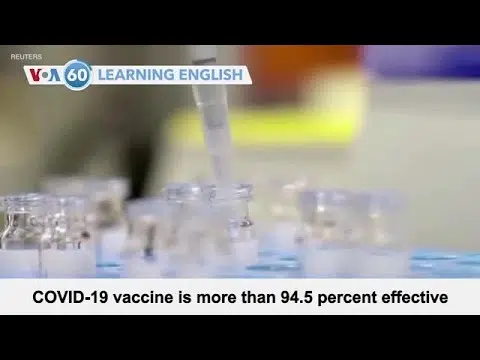 REUTERS
VOA 60 LEARNING ENGLISH
COVID-19 vaccine is more than 94.5 percent effective